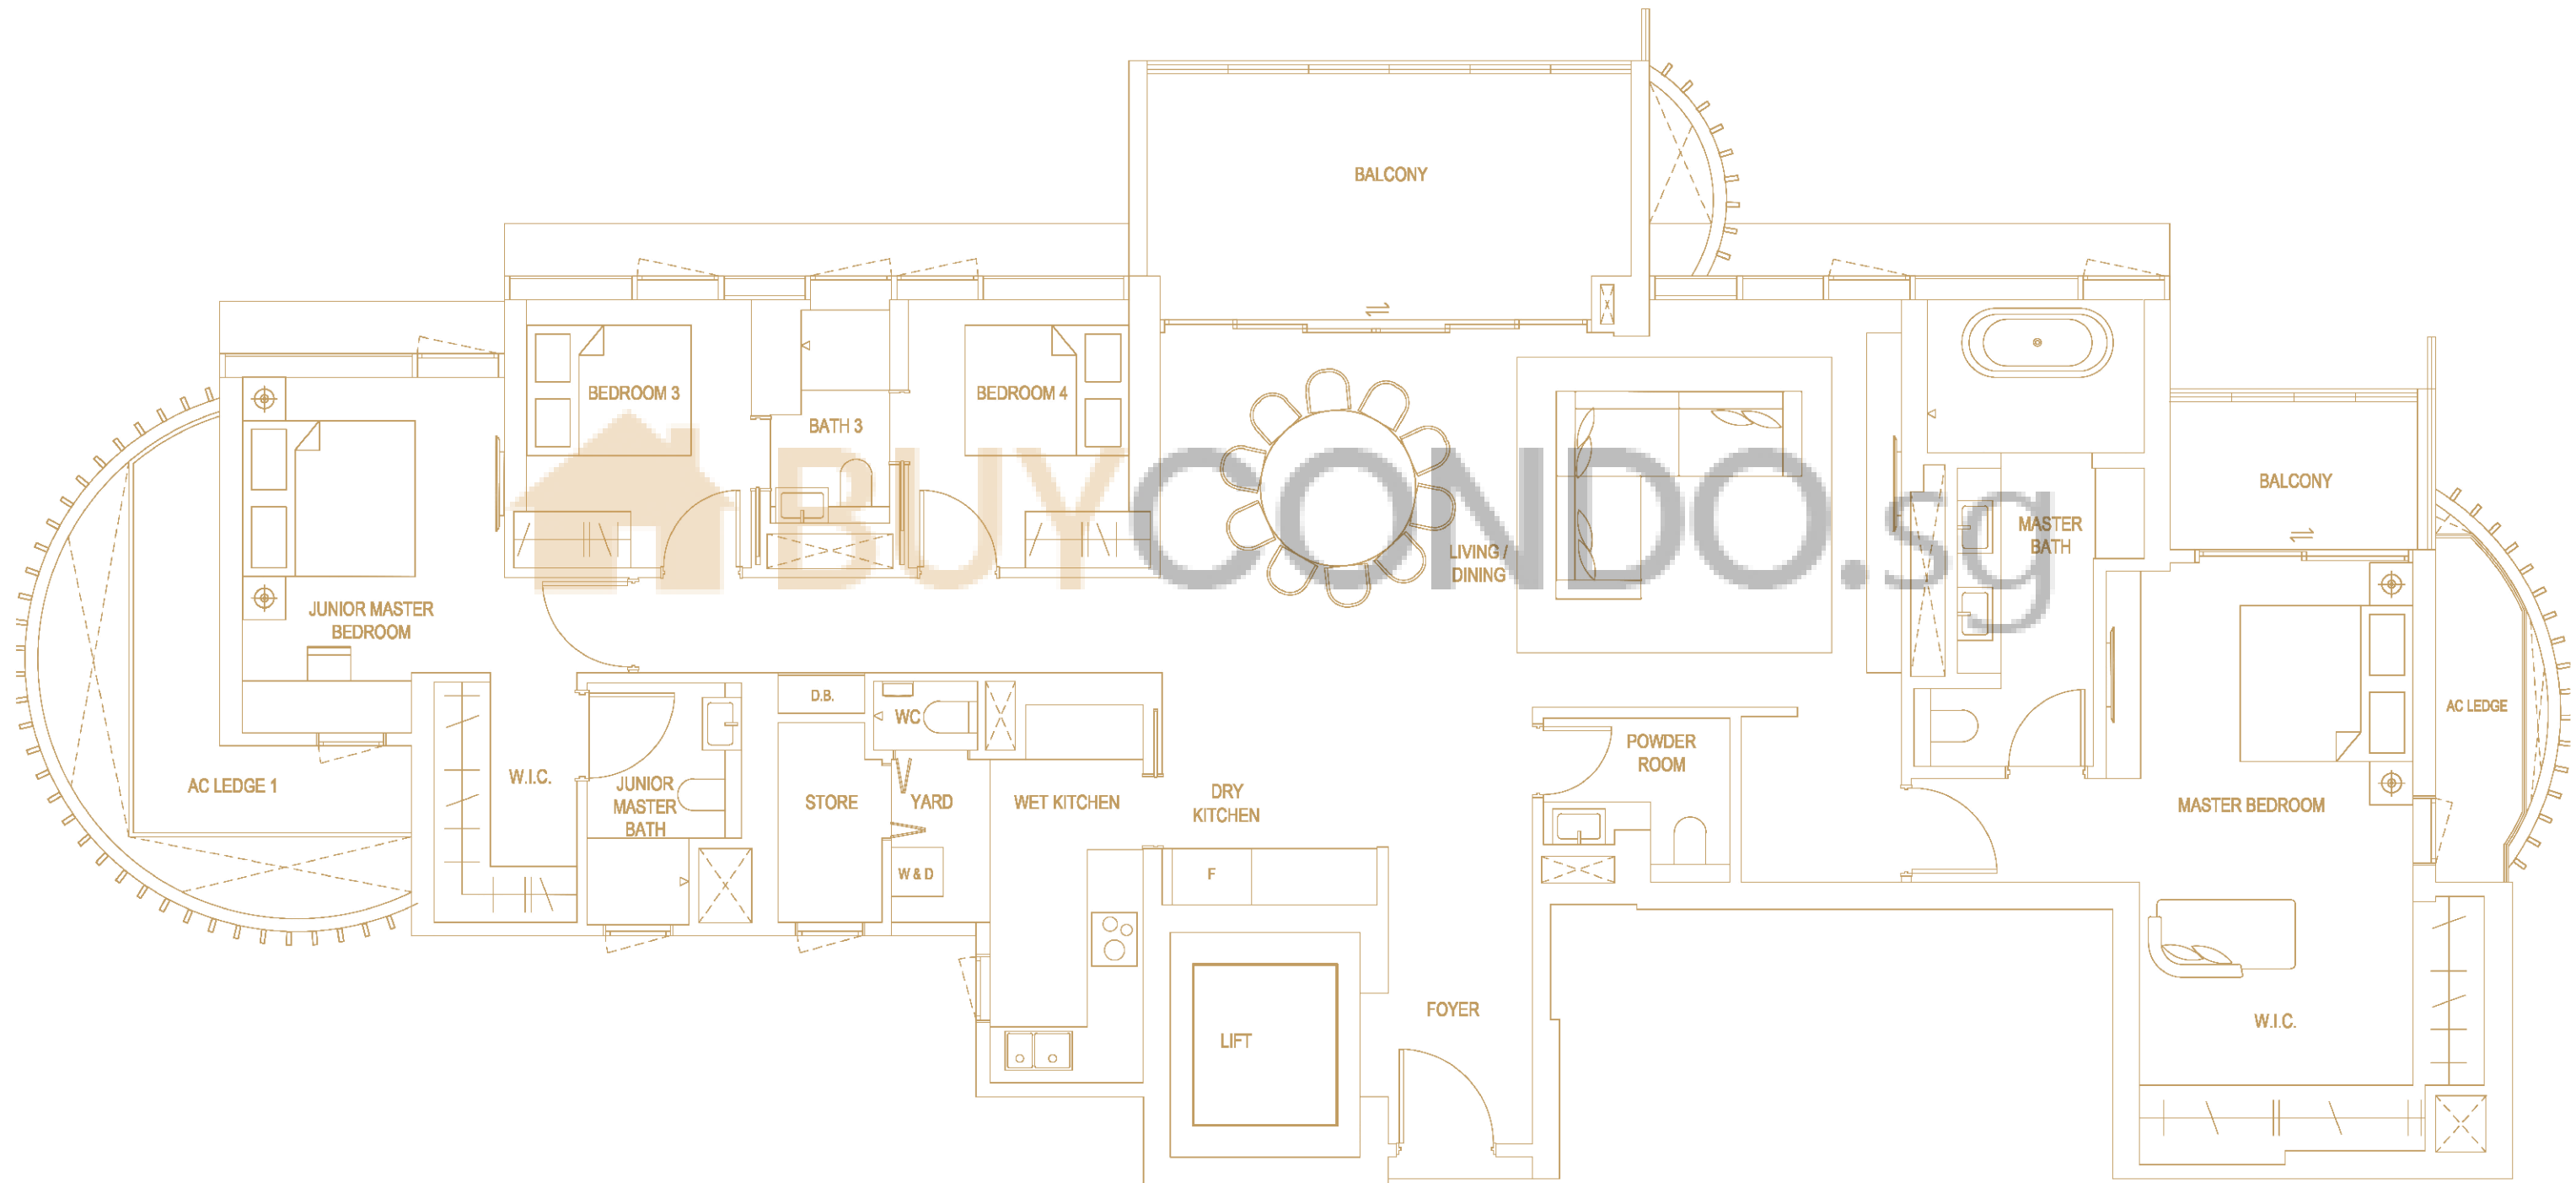 BALCONY
BEDROOM 3
BEDROOM 4
BATH 3
BUYCONDO.sg
BALCONY
MASTER
BATH
LIVING /
DINING
JUNIOR MASTER
BEDROOM
D.B.
WC
POWDER
ROOM
AC LEDGE
AC LEDGE 1
W.I.C.
JUNIOR
MASTER
BATH
STORE
YARD
WET KITCHEN
DRY
KITCHEN
MASTER BEDROOM
W & D
F
FOYER
LIFT
W.I.C.